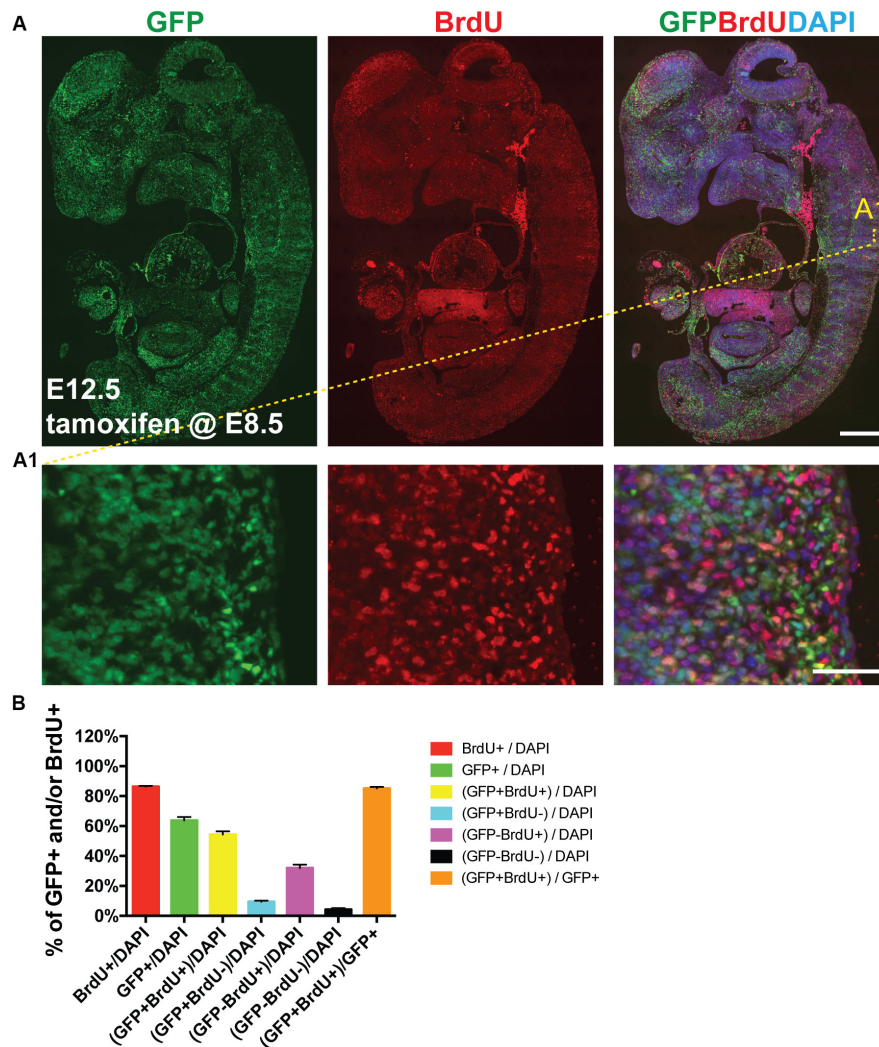 A
GFP
BrdU
GFPBrdUDAPI
A1
E12.5
tamoxifen @ E8.5
A1
B
% of GFP+ and/or BrdU+
120%
100%
80%
60%
40%
20%
0%
BrdU+/DAPI
GFP+/DAPI
(GFP+BrdU+)/DAPI
(GFP+BrdU-)/DAPI
(GFP-BrdU+)/DAPI
(GFP-BrdU-)/DAPI
(GFP+BrdU+)/GFP+
BrdU+ / DAPI
GFP+ / DAPI
(GFP+BrdU+) / DAPI
(GFP+BrdU-) / DAPI
(GFP-BrdU+) / DAPI
(GFP-BrdU-) / DAPI
(GFP+BrdU+) / GFP+